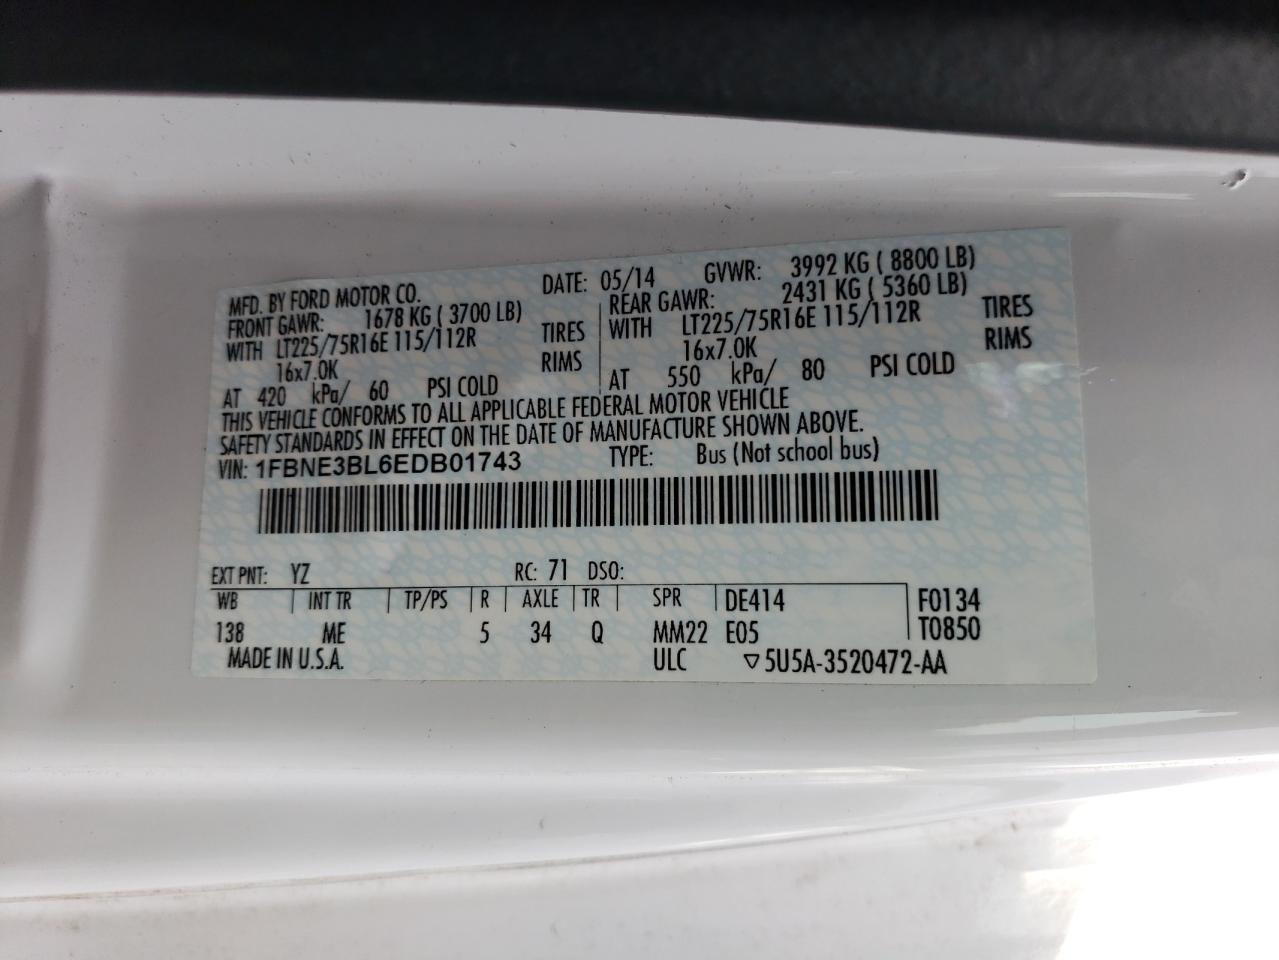 MFD. BY FORD MOTOR CO. DATE: 05/14 GVWR: 3992 KG ( 8800 LB)
FRONT GAWR: 1678 KG ( 3700 LB) REAR GAWR: 2431 KG ( 5360 LB)
WITH LT225/75R16E 115/112R TIRES WITH LT225/75R16E 115/112R TIRES
16x7.0K RIMS 16x7.0K RIMS
AT 420 kPa/ 60 PSI COLD AT 550 kPa/ 80 PSI COLD
THIS VEHICLE CONFORMS TO ALL APPLICABLE FEDERAL MOTOR VEHICLE
SAFETY STANDARDS IN EFFECT ON THE DATE OF MANUFACTURE SHOWN ABOVE.
VIN: 1FBNE3BL6EDB01743 TYPE: Bus (Not school bus)
EXT PNT: YZ RC: 71 DSO:
WB INT TR TP/PS R AXLE TR SPR DE414 F0134
138 ME 5 34 Q MM22 E05 T0850
MADE IN U.S.A. ULC ▽5U5A-3520472-AA